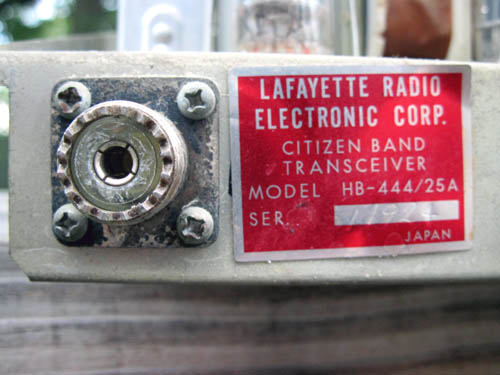 LAFAYETTE RADIO
ELECTRONIC CORP.
CITIZEN BAND
TRANSCEIVER
MODEL HB-444/25A
SER.
JAPAN